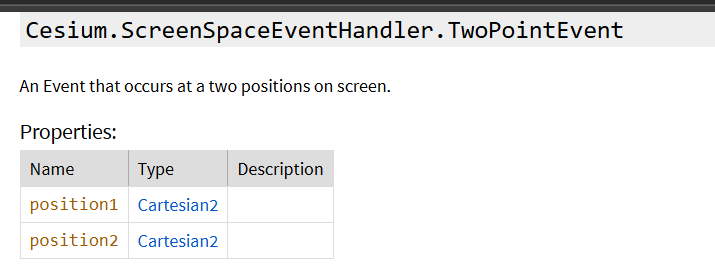 Cesium.ScreenSpaceEventHandler.TwoPointEvent
An Event that occurs at a two positions on screen.
Properties:
Name Type Description
position1 Cartesian2
position2 Cartesian2